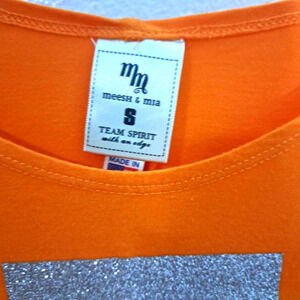 mm
meesh & mia
S
TEAM SPIRIT
with an edge
MADE IN